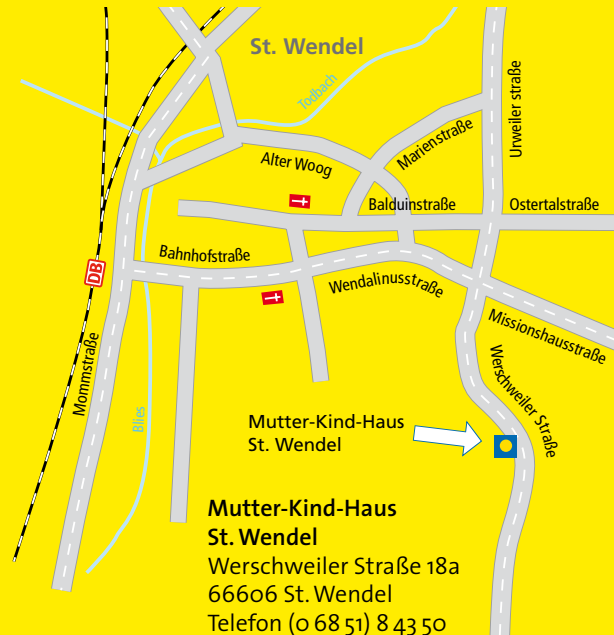 St. Wendel
Todbach
Urweiler straße
Marienstraße
Alter Woog
Balduinstraße
Ostertalstraße
Bahnhofstraße
DB
Wendalinusstraße
Missionshausstraße
Mommstraße
Werschweiler Straße
Blies
Mutter-Kind-Haus
St. Wendel
Mutter-Kind-Haus
St. Wendel
Werschweiler Straße 18a
66606 St. Wendel
Telefon (0 68 51) 8 43 50